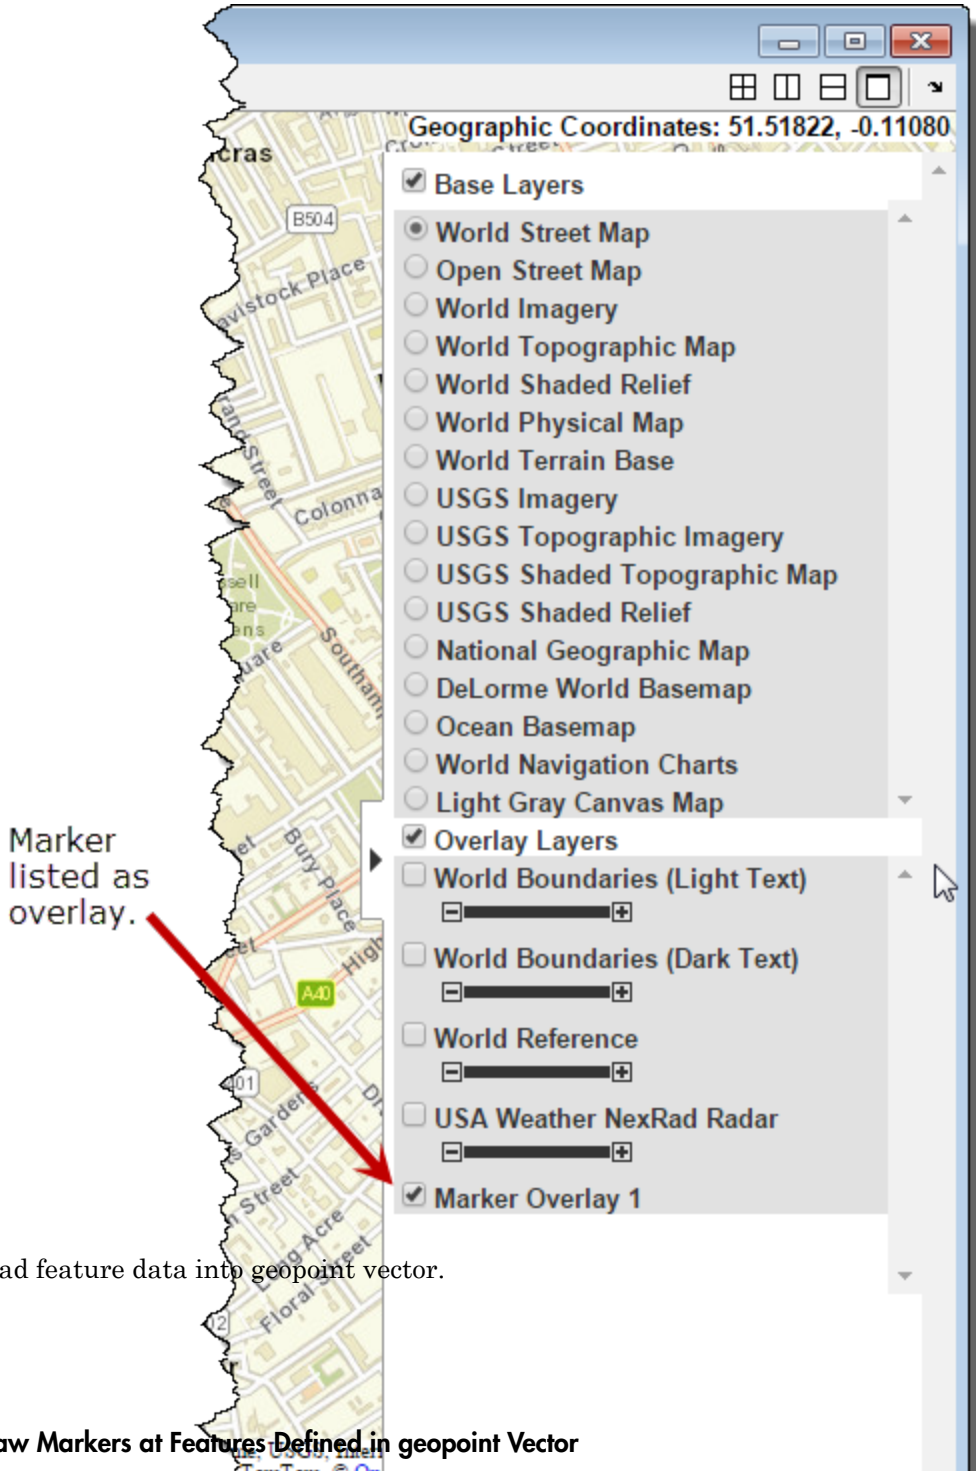 Geographic Coordinates: 51.51822, -0.11080
cras
B504
avistock Place
Street
Colonna
Southam
Bury Place
High
A40
401
Gardens
Street
Long Acre
Floral Street
Base Layers
World Street Map
Open Street Map
World Imagery
World Topographic Map
World Shaded Relief
World Physical Map
World Terrain Base
USGS Imagery
USGS Topographic Imagery
USGS Shaded Topographic Map
USGS Shaded Relief
National Geographic Map
DeLorme World Basemap
Ocean Basemap
World Navigation Charts
Light Gray Canvas Map
Overlay Layers
World Boundaries (Light Text)
World Boundaries (Dark Text)
World Reference
USA Weather NexRad Radar
Marker Overlay 1
Marker
listed as
overlay.
ad feature data into geopoint vector.
aw Markers at Features Defined in geopoint Vector